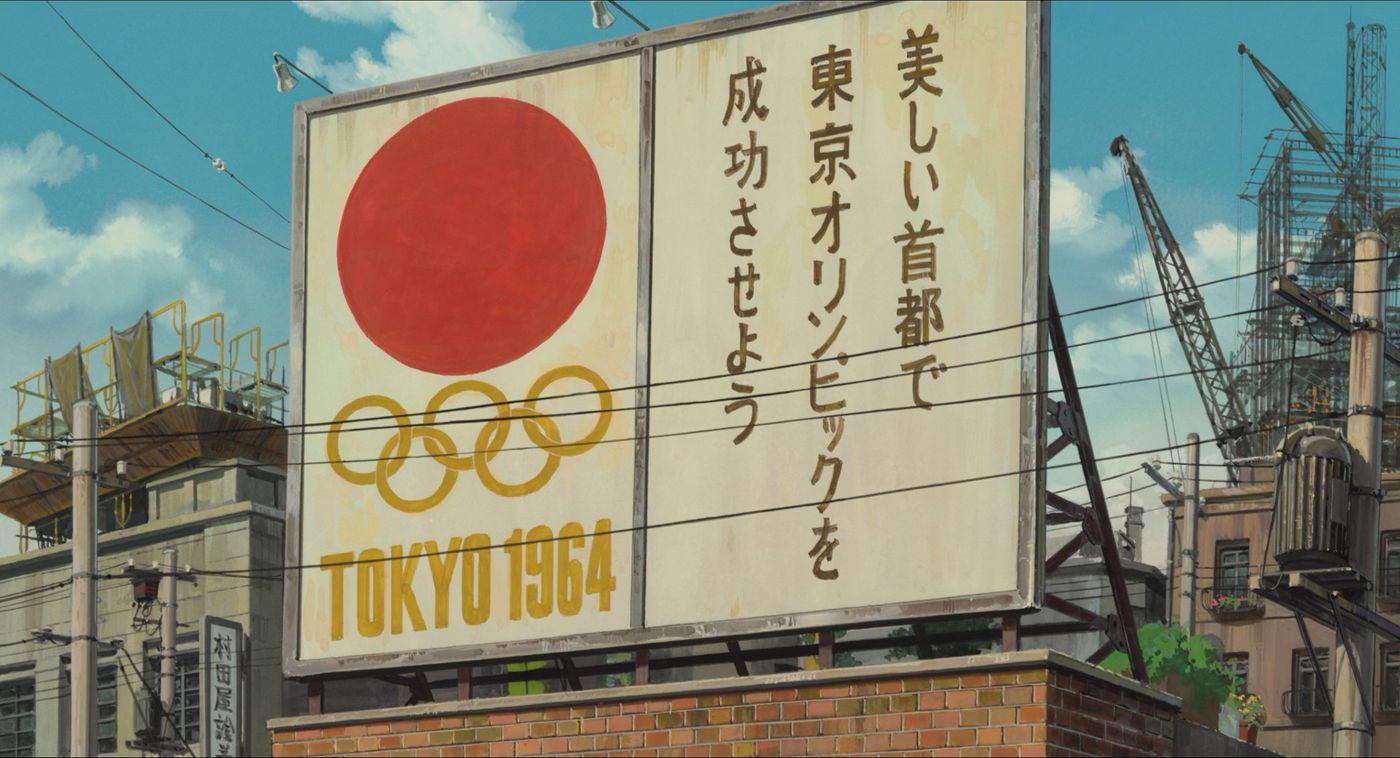 美しい首都で
東京オリンピックを
成功させよう
TOKYO 1964
村田屋